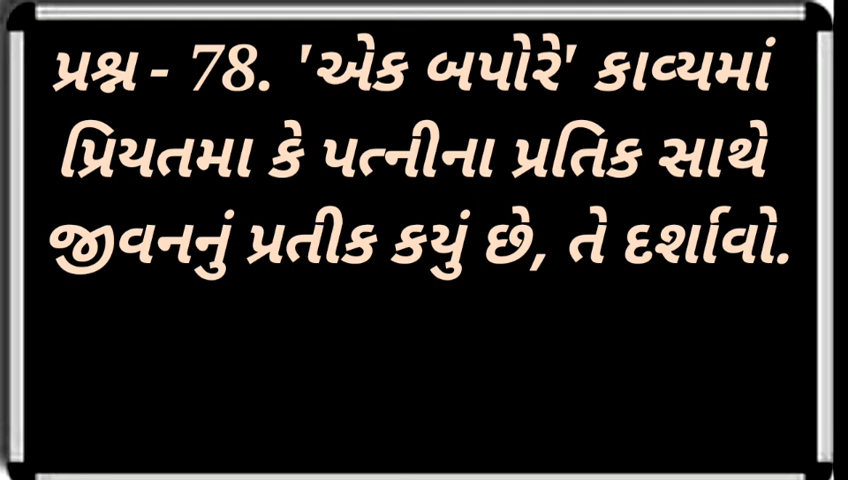 પ્રશ્ન - 78. 'એક બપોરે' કાવ્યમાં
પ્રિયતમા કે પત્નીના પ્રતિક સાથે
જીવનનું પ્રતીક કયું છે, તે દર્શાવો.